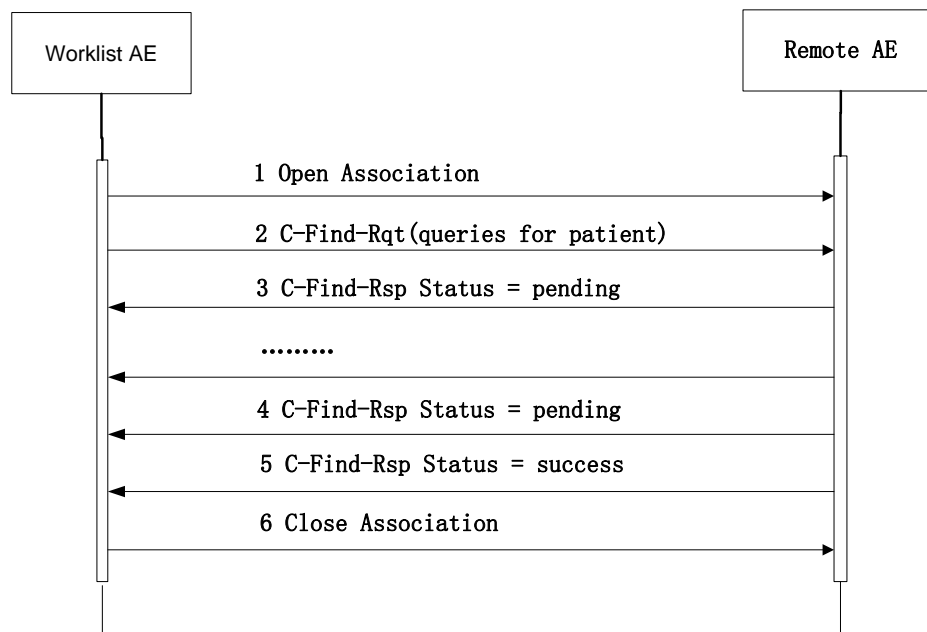 Worklist AE
Remote AE
1 Open Association
2 C-Find-Rqt(queries for patient)
3 C-Find-Rsp Status = pending
………
4 C-Find-Rsp Status = pending
5 C-Find-Rsp Status = success
6 Close Association